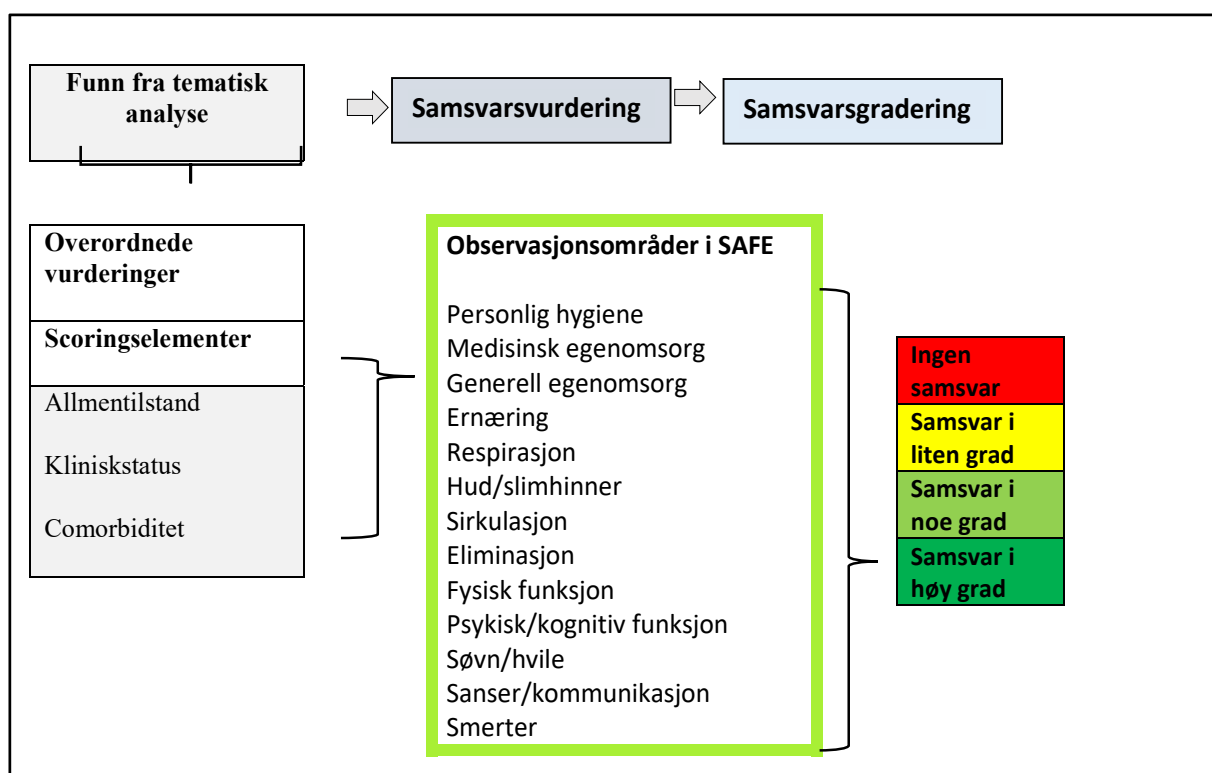 Funn fra tematisk
analyse
Samsvarsvurdering
Samsvarsgradering
Overordnede
vurderinger
Scoringselementer
Allmentilstand
Kliniskstatus
Comorbiditet
Observasjonsområder i SAFE
Personlig hygiene
Medisinsk egenomsorg
Generell egenomsorg
Ernæring
Respirasjon
Hud/slimhinner
Sirkulasjon
Eliminasjon
Fysisk funksjon
Psykisk/kognitiv funksjon
Søvn/hvile
Sanser/kommunikasjon
Smerter
Ingen
samsvar
Samsvar i
liten grad
Samsvar i
noe grad
Samsvar i
høy grad